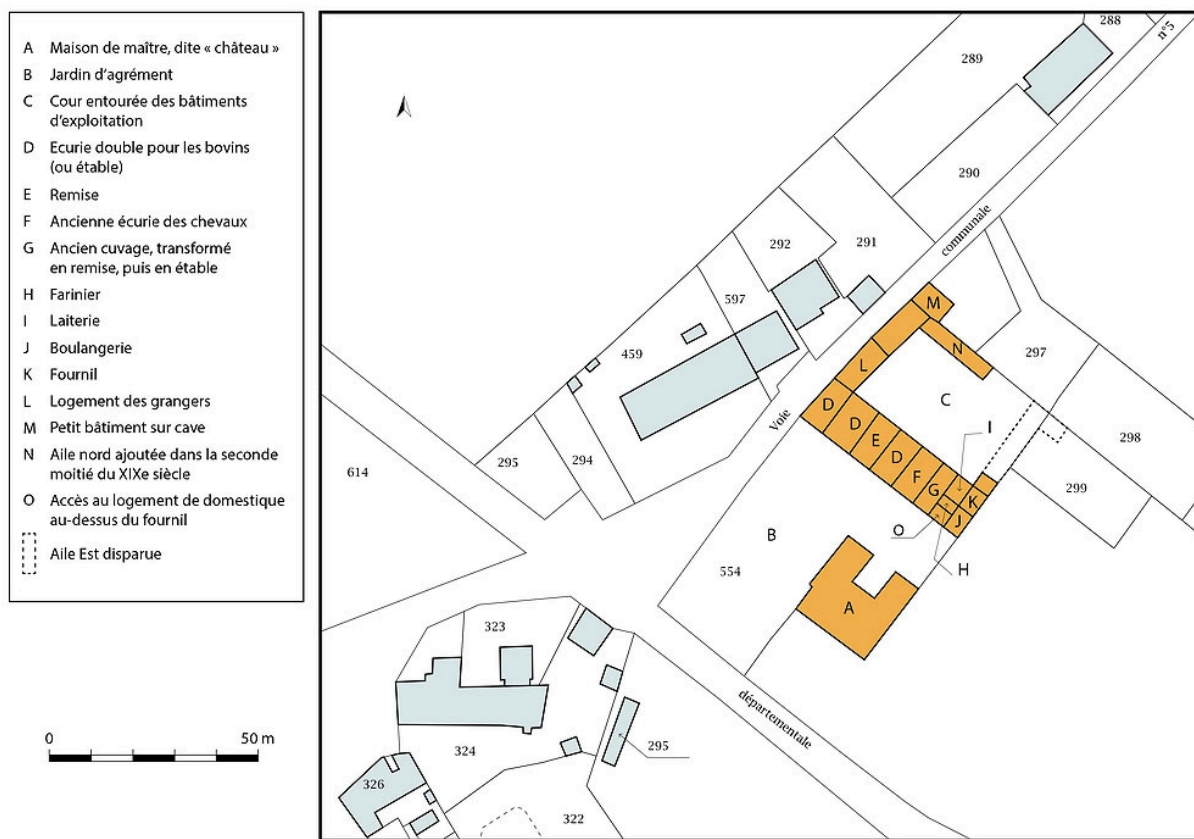 A Maison de maître, dite « château »
B Jardin d'agrément
C Cour entourée des bâtiments
d'exploitation
D Ecurie double pour les bovins
(ou étable)
E Remise
F Ancienne écurie des chevaux
G Ancien cuvage, transformé
en remise, puis en étable
H Farinier
I Laiterie
J Boulangerie
K Fournil
L Logement des grangers
M Petit bâtiment sur cave
N Aile nord ajoutée dans la seconde
moitié du XIXe siècle
O Accès au logement de domestique
au-dessus du fournil
Aile Est disparue
0 50 m
288
n°5
289
290
communale
292
291
597
M
459
N
297
L
C
Voie
D
I
298
D
E
295
294
D
614
F
299
G
K
O
J
B
H
554
A
323
départementale
324
295
326
322